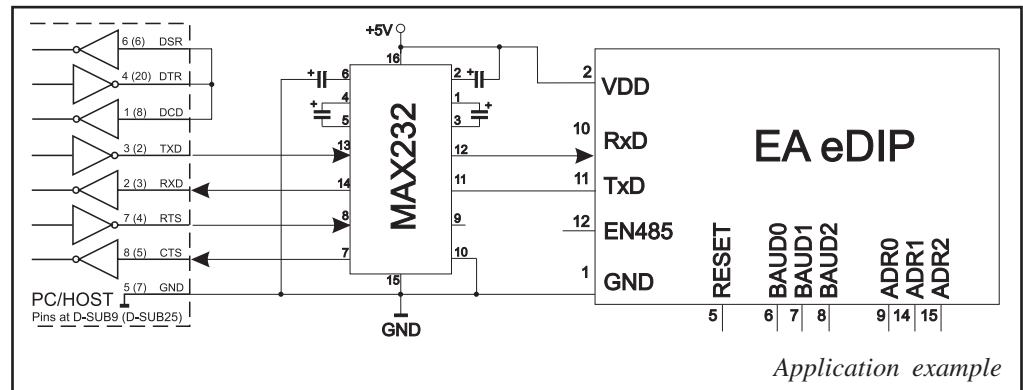 6 (6) DSR
4 (20) DTR
1 (8) DCD
3 (2) TXD
2 (3) RXD
7 (4) RTS
8 (5) CTS
5 (7) GND
PC/HOST
Pins at D-SUB9 (D-SUB25)
+5V
16
+ 6
2 +
4
1
+
+
5
3
13
12
14
11
8
9
7
10
15
MAX232
GND
2 VDD
10 RxD
11 TxD
12 EN485
1 GND
EA eDIP
RESET
BAUD0
BAUD1
BAUD2
ADR0
ADR1
ADR2
5
6
7
8
9
14
15
Application example